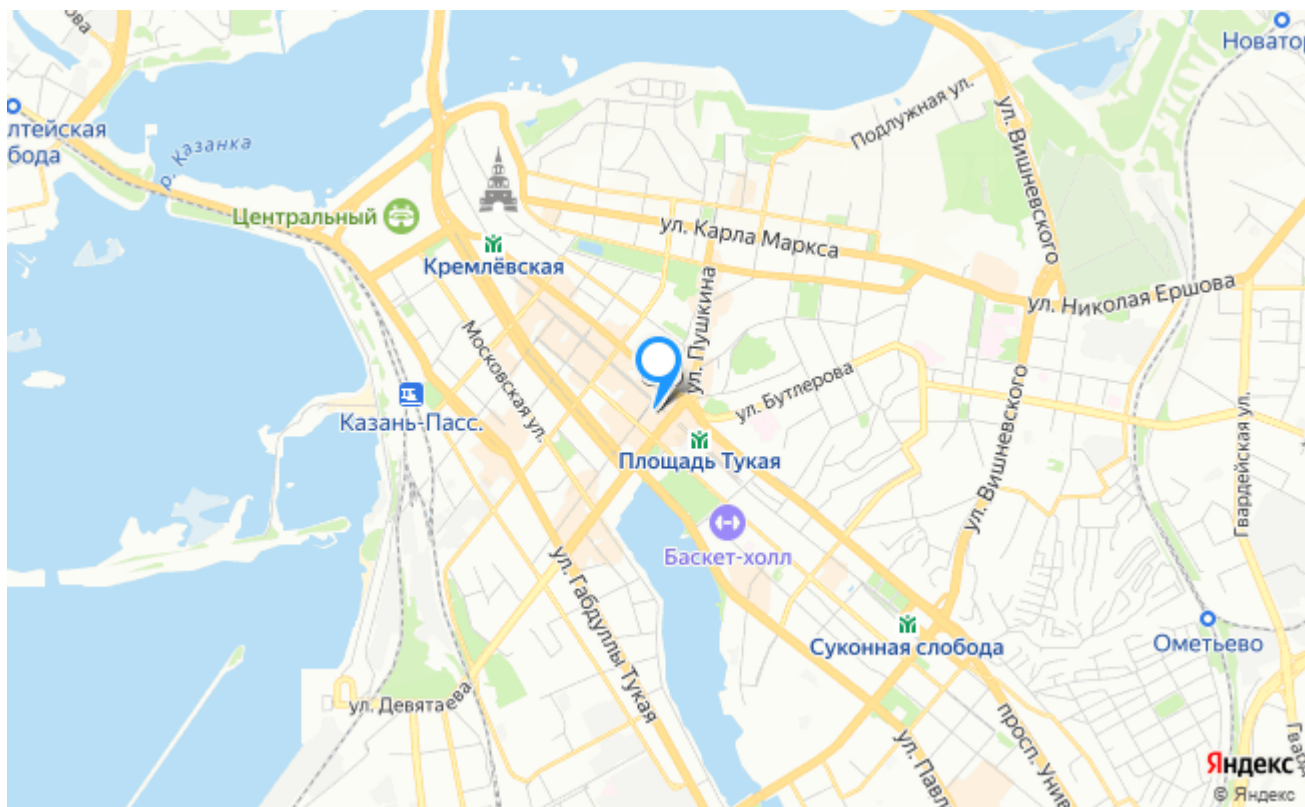 ова
Новатор
лтейская
бода
р. Казанка
Подлужная ул.
ул. Вишневского
Центральный
ул. Карла Маркса
Кремлёвская
ул. Николая Ершова
ул. Пушкина
Московская ул.
ул. Бутлерова
Казань-Пасс.
Площадь Тукая
Гвардейская ул.
ул. Вишневского
Баскет-холл
ул. Габдуллы Тукая
Суконная слобода
Ометьево
ул. Девятаева
просп. Унив
ул. Павл
Гвард
Яндекс
© Яндекс